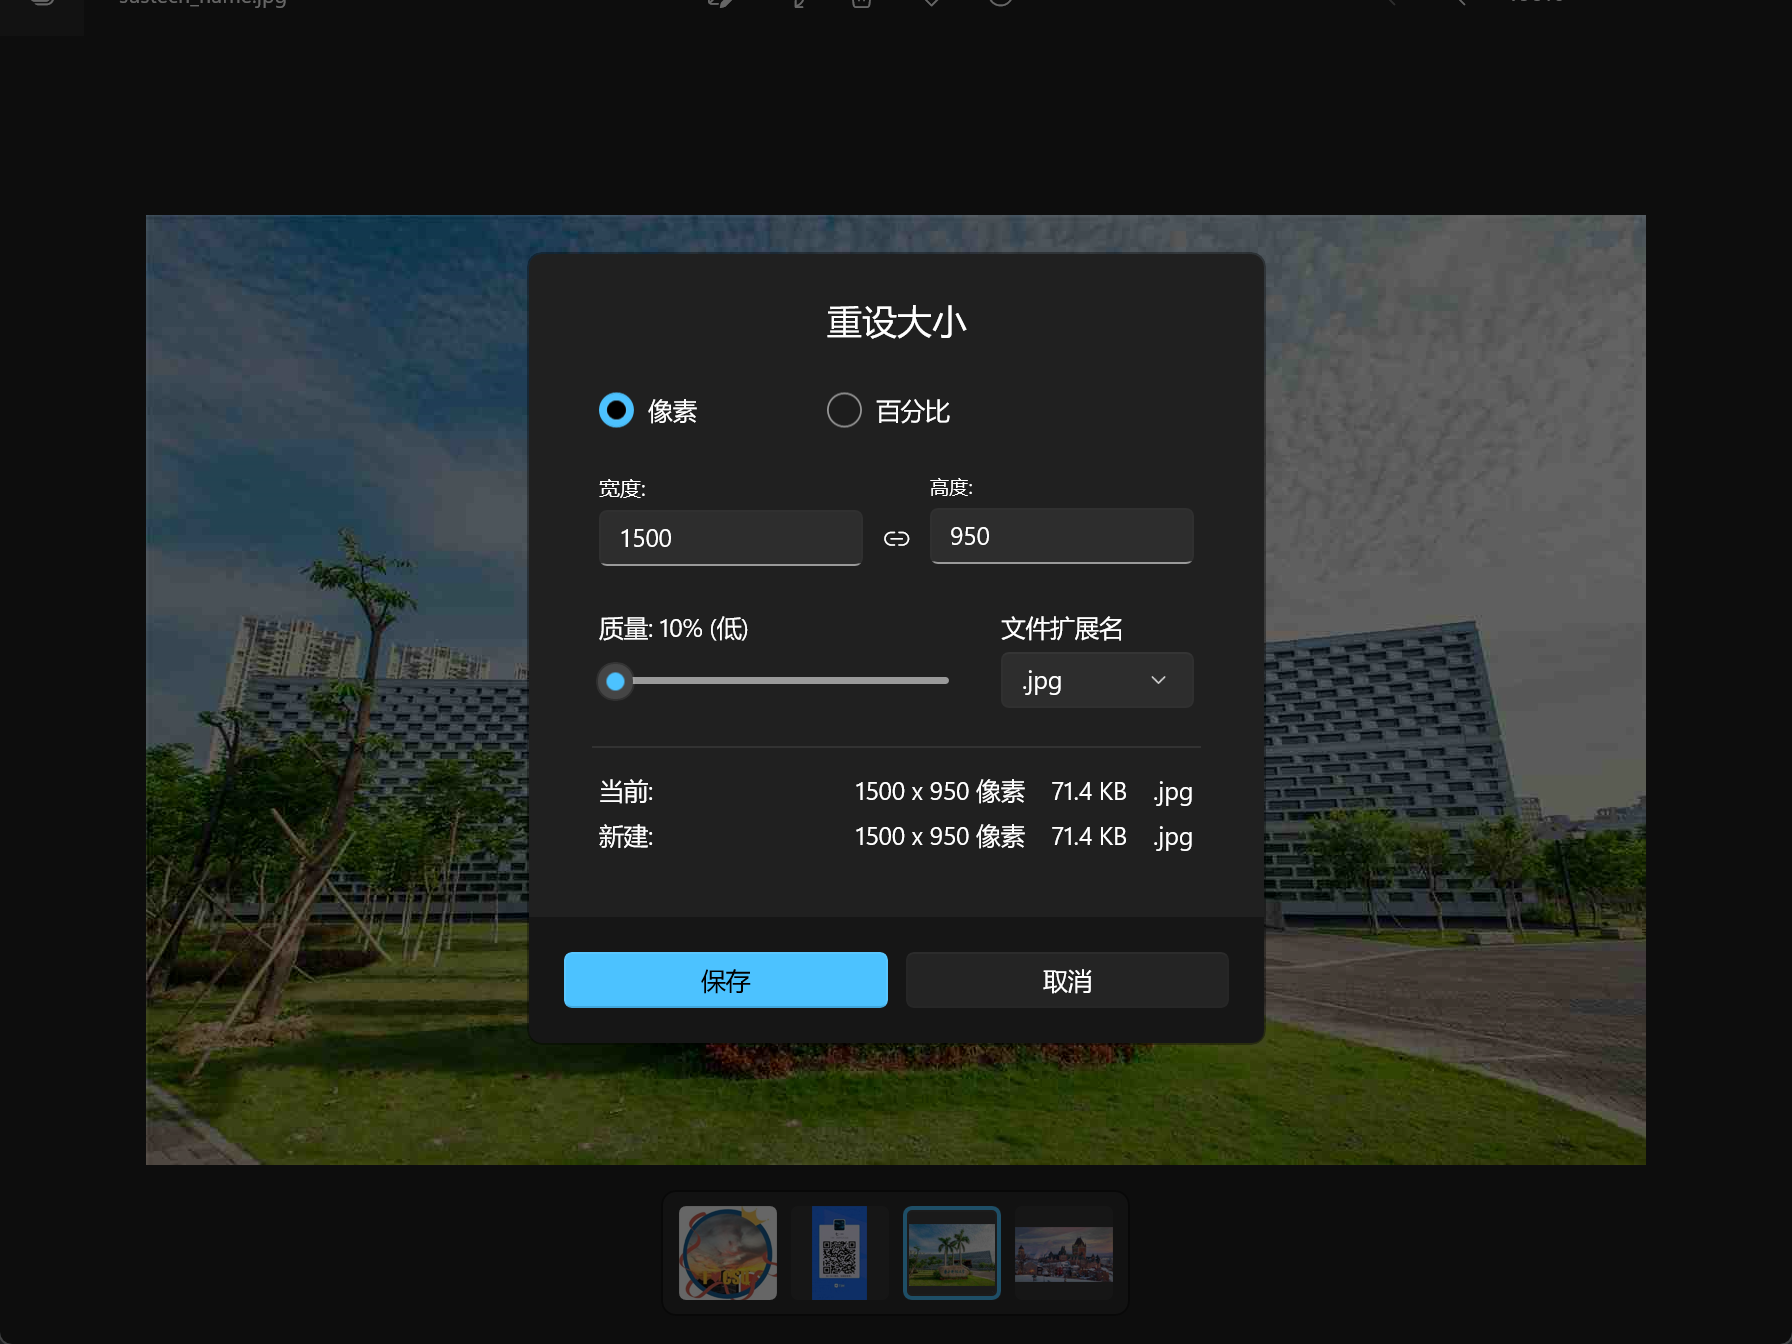 重设大小
像素 百分比
宽度: 高度:
1500 950
质量: 10% (低) 文件扩展名
.jpg
当前: 1500 x 950 像素 71.4 KB .jpg
新建: 1500 x 950 像素 71.4 KB .jpg
保存 取消